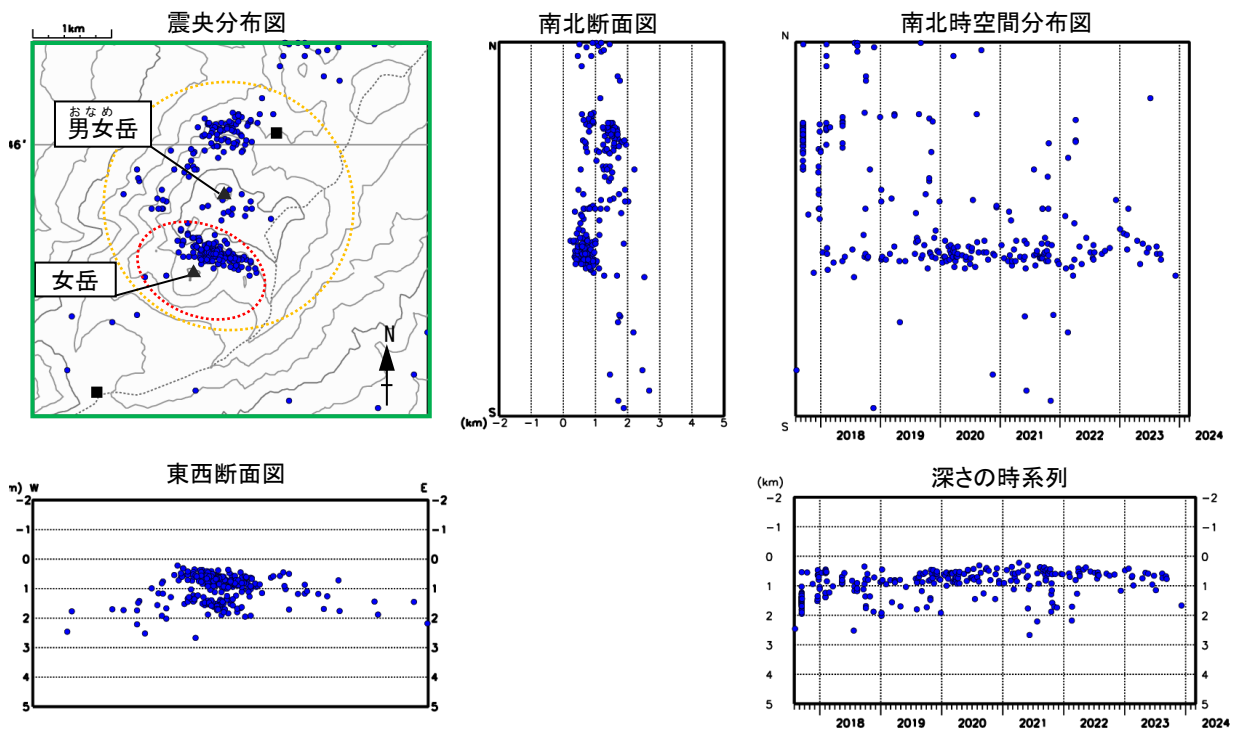 震央分布図
1km
おなめ
男女岳
女岳
36'
N
南北断面図
N
S
(km) -2 -1 0 1 2 3 4 5
南北時空間分布図
N
S
2018 2019 2020 2021 2022 2023 2024
東西断面図
m) W E
-2 -2
-1 -1
0 0
1 1
2 2
3 3
4 4
5 5
深さの時系列
(km)
-2 -2
-1 -1
0 0
1 1
2 2
3 3
4 4
5 5
2018 2019 2020 2021 2022 2023 2024